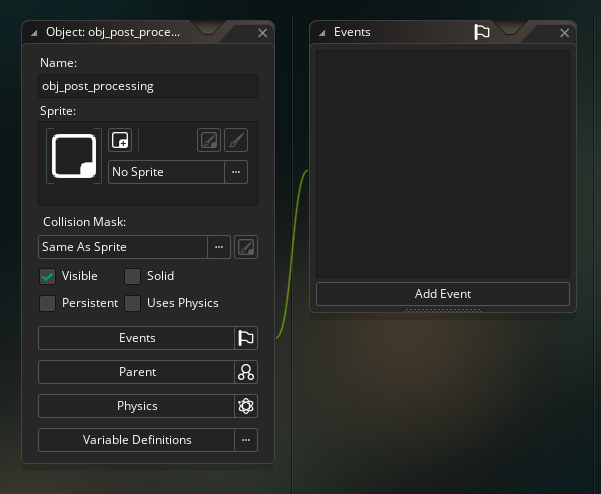 Object: obj_post_proce...
Name:
obj_post_processing
Sprite:
No Sprite
...
Collision Mask:
Same As Sprite
...
Visible
Solid
Persistent
Uses Physics
Events
Parent
Physics
Variable Definitions
...
Events
Add Event